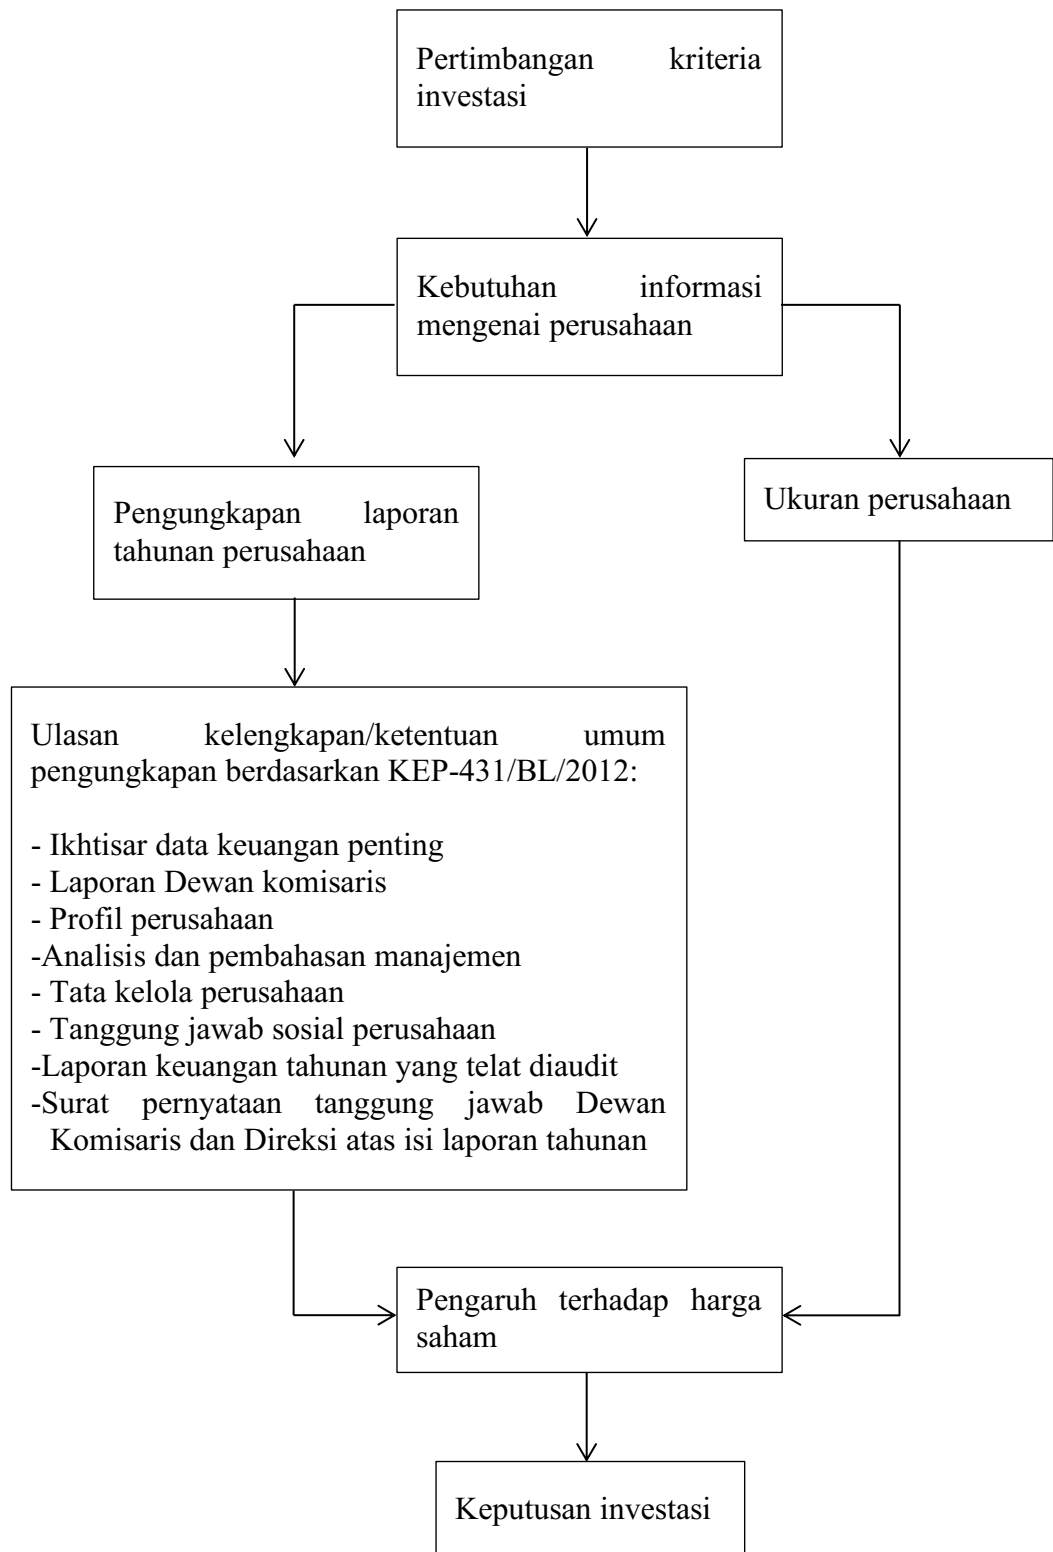 Pertimbangan kriteria
investasi
Kebutuhan informasi
mengenai perusahaan
Pengungkapan laporan
tahunan perusahaan
Ukuran perusahaan
Ulasan kelengkapan/ketentuan umum
pengungkapan berdasarkan KEP-431/BL/2012:
- Ikhtisar data keuangan penting
- Laporan Dewan komisaris
- Profil perusahaan
-Analisis dan pembahasan manajemen
- Tata kelola perusahaan
- Tanggung jawab sosial perusahaan
-Laporan keuangan tahunan yang telat diaudit
-Surat pernyataan tanggung jawab Dewan
Komisaris dan Direksi atas isi laporan tahunan
Pengaruh terhadap harga
saham
Keputusan investasi